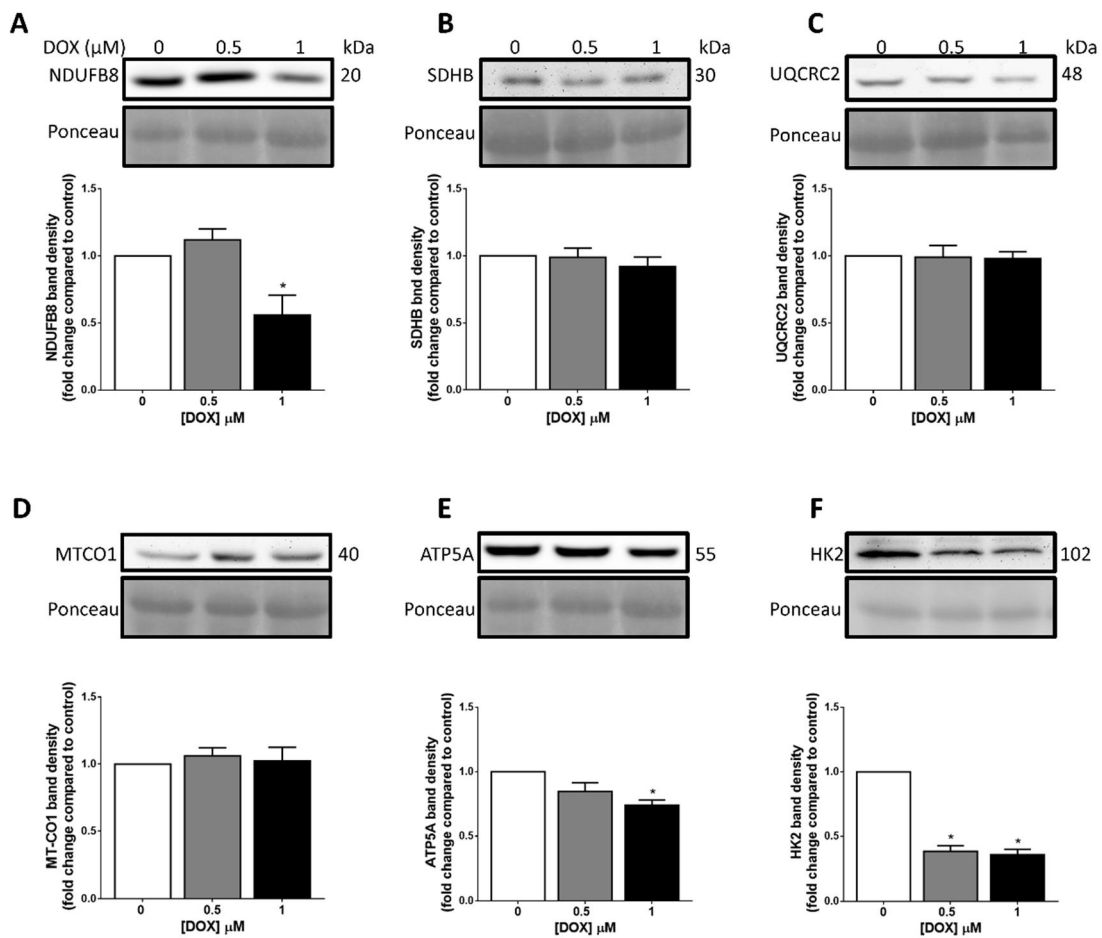 A
DOX (µM) 0 0.5 1 kDa
NDUFB8 20
Ponceau
NDUFB8 band density
(fold change compared to control)
1.5
1.0
0.5
0.0
*
0 0.5 1
[DOX] µM
B
0 0.5 1 kDa
SDHB 30
Ponceau
SDHB bnd density
(fold change compared to control)
1.5
1.0
0.5
0.0
0 0.5 1
[DOX] µM
C
0 0.5 1 kDa
UQCRC2 48
Ponceau
UQCRC2 band density
(fold change compared to control)
1.5
1.0
0.5
0.0
0 0.5 1
[DOX] µM
D
MTCO1 40
Ponceau
MT-CO1 band density
(fold change compared to control)
1.5
1.0
0.5
0.0
0 0.5 1
[DOX] µM
E
ATP5A 55
Ponceau
ATP5A band density
(fold change compared to control)
1.5
1.0
0.5
0.0
*
0 0.5 1
[DOX] µM
F
HK2 102
Ponceau
HK2 band density
(fold change compared to control)
1.5
1.0
0.5
0.0
* *
0 0.5 1
[DOX] µM